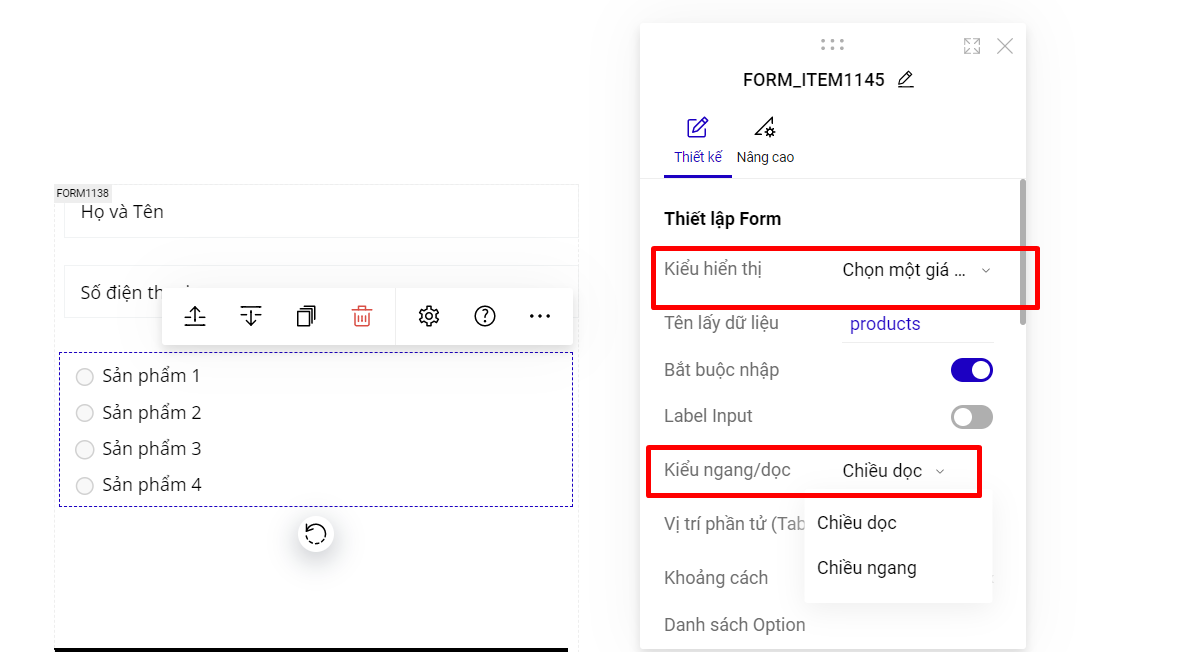 FORM1138
Họ và Tên
Số điện th
Sản phẩm 1
Sản phẩm 2
Sản phẩm 3
Sản phẩm 4
FORM_ITEM1145
Thiết kế
Nâng cao
Thiết lập Form
Kiểu hiển thị Chọn một giá ...
Tên lấy dữ liệu products
Bắt buộc nhập
Label Input
Kiểu ngang/dọc Chiều dọc
Vị trí phần tử (Tab
Chiều dọc
Chiều ngang
Khoảng cách
Danh sách Option